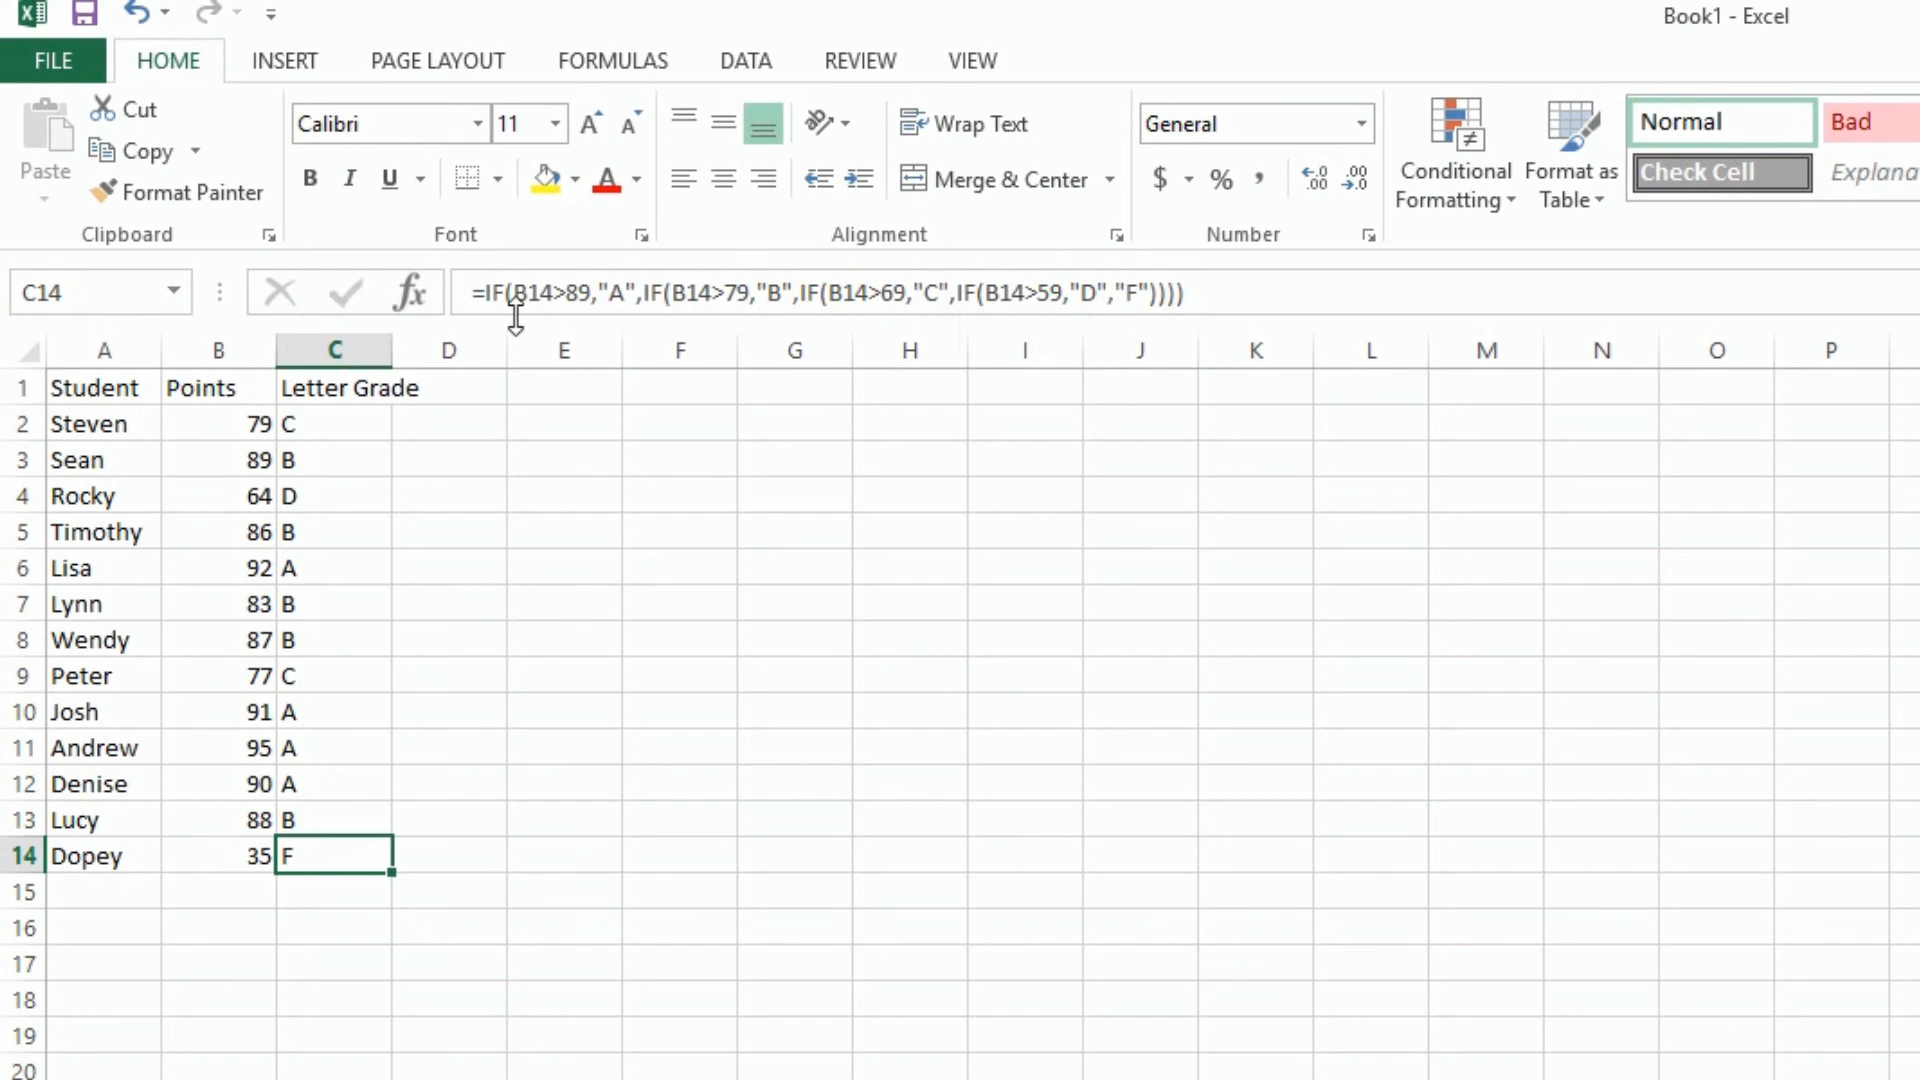 Book1 - Excel
FILE HOME INSERT PAGE LAYOUT FORMULAS DATA REVIEW VIEW
Paste
Cut
Copy
Format Painter
Clipboard
Calibri 11
B I U
Font
Wrap Text
Merge & Center
Alignment
General
$ % ,
Number
Conditional Formatting
Format as Table
Normal Bad
Check Cell Explana
C14 fx =IF(B14>89,"A",IF(B14>79,"B",IF(B14>69,"C",IF(B14>59,"D","F"))))
A B C D E F G H I J K L M N O P
1 Student Points Letter Grade
2 Steven 79 C
3 Sean 89 B
4 Rocky 64 D
5 Timothy 86 B
6 Lisa 92 A
7 Lynn 83 B
8 Wendy 87 B
9 Peter 77 C
10 Josh 91 A
11 Andrew 95 A
12 Denise 90 A
13 Lucy 88 B
14 Dopey 35 F
15
16
17
18
19
20